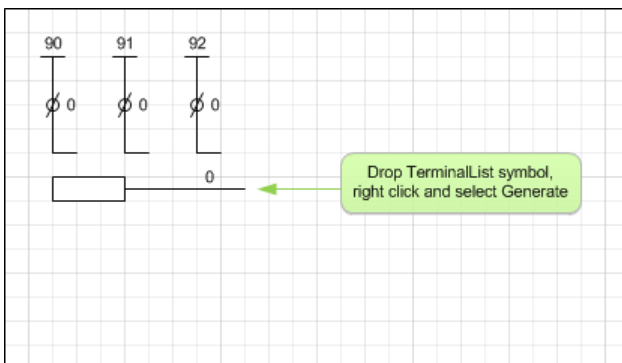 90 91 92
0 0 0
0
Drop TerminalList symbol,
right click and select Generate